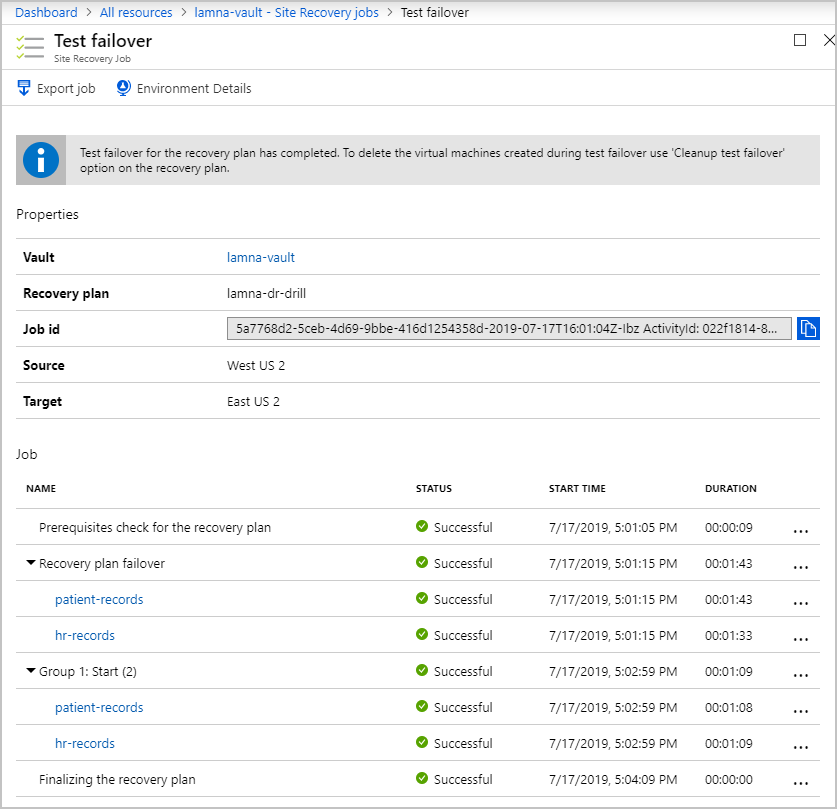 Dashboard > All resources > lamna-vault - Site Recovery jobs > Test failover
Test failover
Site Recovery Job
Export job Environment Details
Test failover for the recovery plan has completed. To delete the virtual machines created during test failover use 'Cleanup test failover'
option on the recovery plan.
Properties
Vault lamna-vault
Recovery plan lamna-dr-drill
Job id 5a7768d2-5ceb-4d69-9bbe-416d1254358d-2019-07-17T16:01:04Z-Ibz ActivityId: 022f1814-8...
Source West US 2
Target East US 2
Job
NAME STATUS START TIME DURATION
Prerequisites check for the recovery plan Successful 7/17/2019, 5:01:05 PM 00:00:09 ...
Recovery plan failover Successful 7/17/2019, 5:01:15 PM 00:01:43 ...
patient-records Successful 7/17/2019, 5:01:15 PM 00:01:43 ...
hr-records Successful 7/17/2019, 5:01:15 PM 00:01:33 ...
Group 1: Start (2) Successful 7/17/2019, 5:02:59 PM 00:01:09 ...
patient-records Successful 7/17/2019, 5:02:59 PM 00:01:08 ...
hr-records Successful 7/17/2019, 5:02:59 PM 00:01:09 ...
Finalizing the recovery plan Successful 7/17/2019, 5:04:09 PM 00:00:00 ...